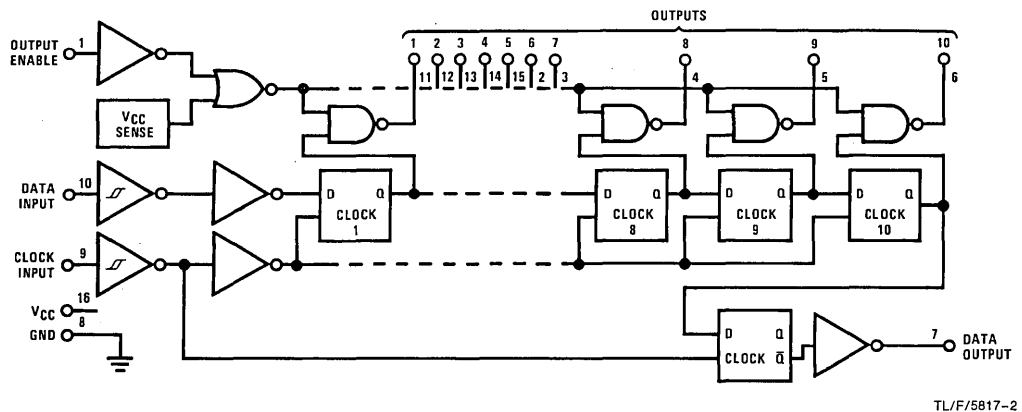 OUTPUTS
1 2 3 4 5 6 7 8 9 10
OUTPUT
ENABLE
1
11 12 13 14 15 2 3 4 5 6
VCC
SENSE
DATA
INPUT
10
D Q
CLOCK
1
D Q
CLOCK
8
D Q
CLOCK
9
D Q
CLOCK
10
CLOCK
INPUT
9
VCC
16
GND
8
D Q
CLOCK Q̅
7
DATA
OUTPUT
TL/F/5817-2